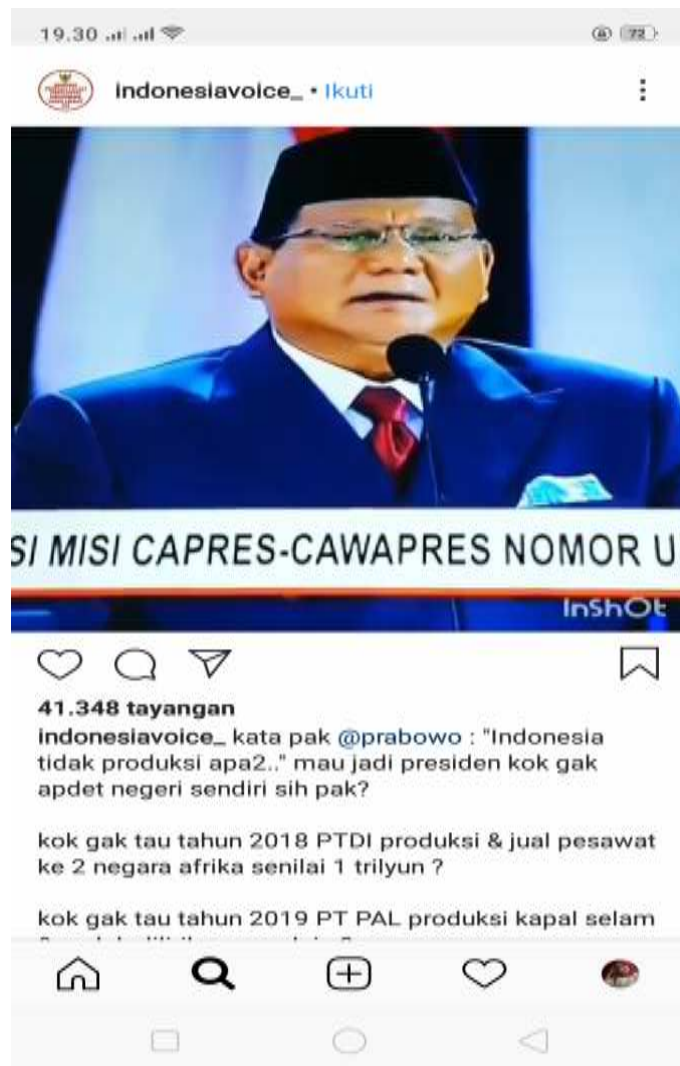 19.30
72
indonesiavoice_ • Ikuti
SI MISI CAPRES-CAWAPRES NOMOR U
InShOt
41.348 tayangan
indonesiavoice_ kata pak @prabowo : "Indonesia
tidak produksi apa2.." mau jadi presiden kok gak
apdet negeri sendiri sih pak?
kok gak tau tahun 2018 PTDI produksi & jual pesawat
ke 2 negara afrika senilai 1 trilyun ?
kok gak tau tahun 2019 PT PAL produksi kapal selam